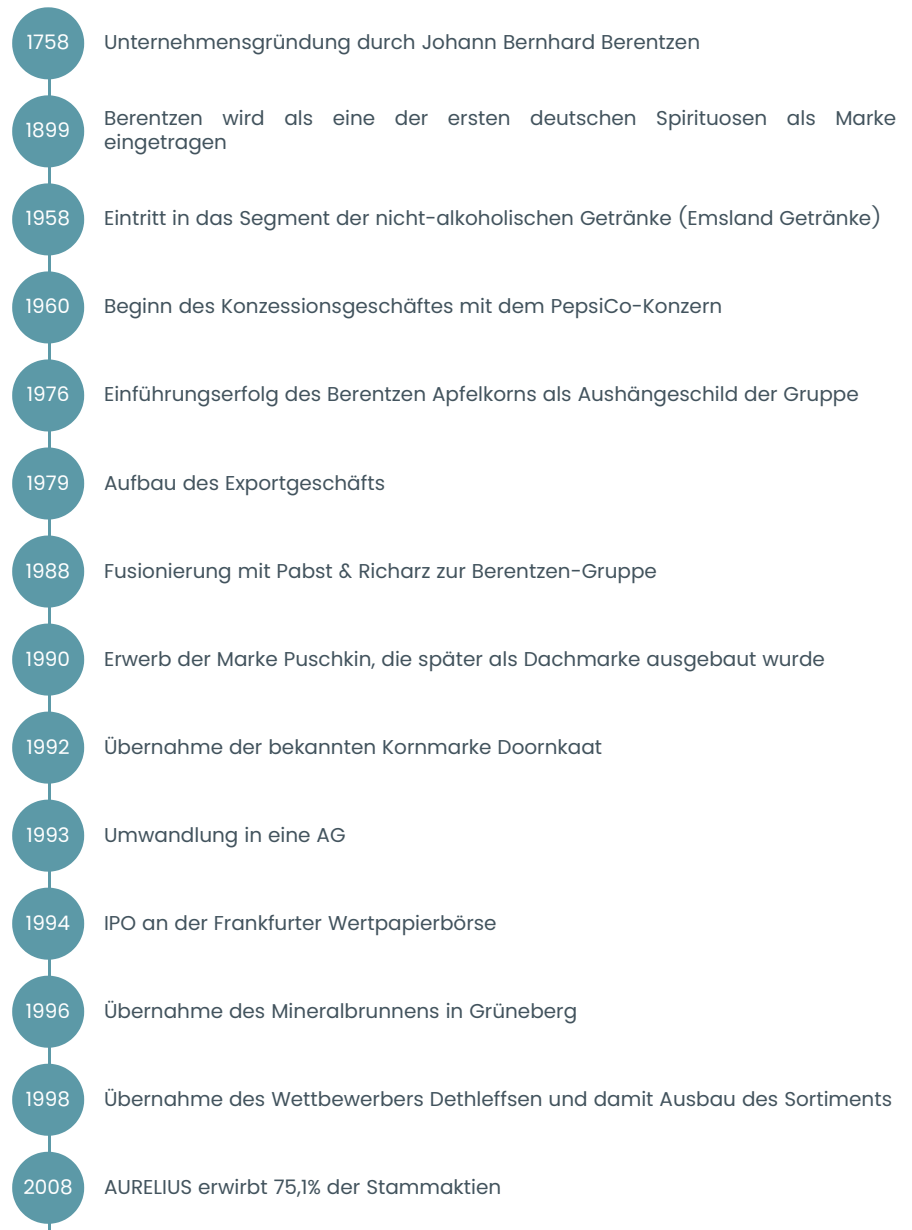 1758 Unternehmensgründung durch Johann Bernhard Berentzen
1899 Berentzen wird als eine der ersten deutschen Spirituosen als Marke
eingetragen
1958 Eintritt in das Segment der nicht-alkoholischen Getränke (Emsland Getränke)
1960 Beginn des Konzessionsgeschäftes mit dem PepsiCo-Konzern
1976 Einführungserfolg des Berentzen Apfelkorns als Aushängeschild der Gruppe
1979 Aufbau des Exportgeschäfts
1988 Fusionierung mit Pabst & Richarz zur Berentzen-Gruppe
1990 Erwerb der Marke Puschkin, die später als Dachmarke ausgebaut wurde
1992 Übernahme der bekannten Kornmarke Doornkaat
1993 Umwandlung in eine AG
1994 IPO an der Frankfurter Wertpapierbörse
1996 Übernahme des Mineralbrunnens in Grüneberg
1998 Übernahme des Wettbewerbers Dethleffsen und damit Ausbau des Sortiments
2008 AURELIUS erwirbt 75,1% der Stammaktien